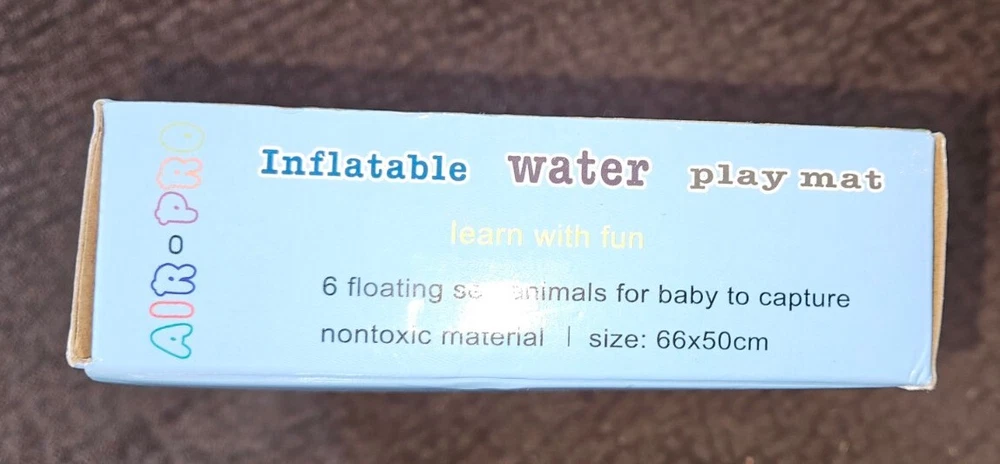 AIR-O-PRO
Inflatable water play mat
learn with fun
6 floating animals for baby to capture
nontoxic material | size: 66x50cm